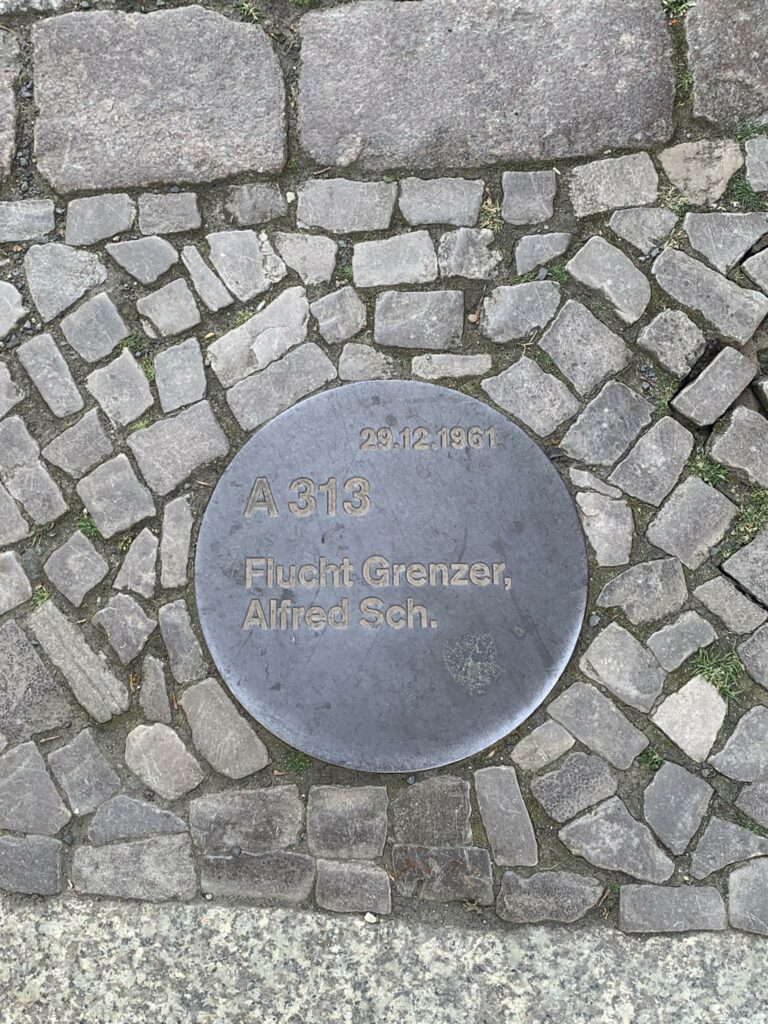 29.12.1961
A 313
Flucht Grenzer,
Alfred Sch.